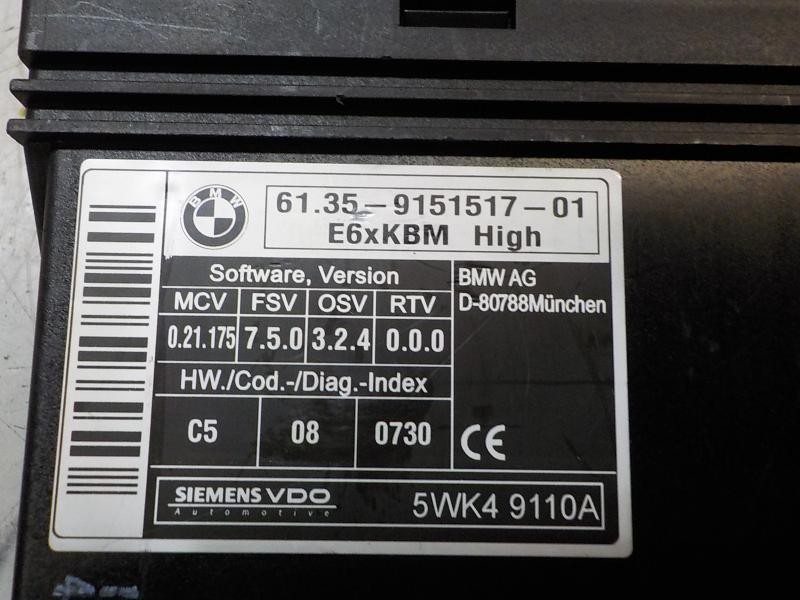 BMW
61.35-9151517-01
E6xKBM High
Software, Version
MCV FSV OSV RTV
0.21.175 7.5.0 3.2.4 0.0.0
HW./Cod.-/Diag.-Index
C5 08 0730
BMW AG
D-80788München
CE
SIEMENS VDO
Automotive
5WK4 9110A